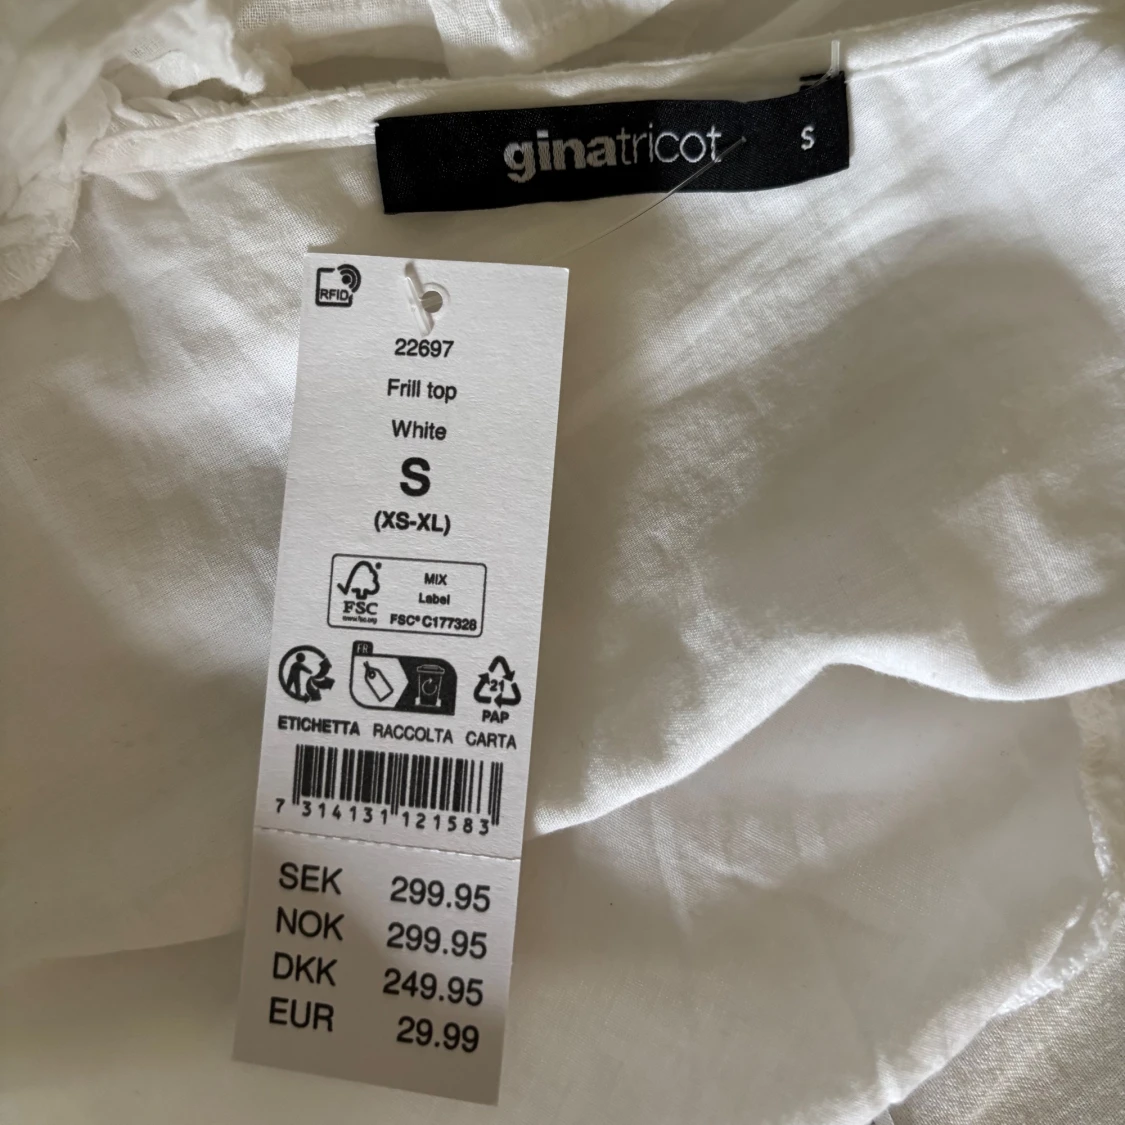 ginatricot S
RFID
22697
Frill top
White
S
(XS-XL)
FSC
www.fsc.org
MIX
Label
FSC® C177328
FR
21
PAP
ETICHETTA RACCOLTA CARTA
7 314131 121583
SEK 299.95
NOK 299.95
DKK 249.95
EUR 29.99